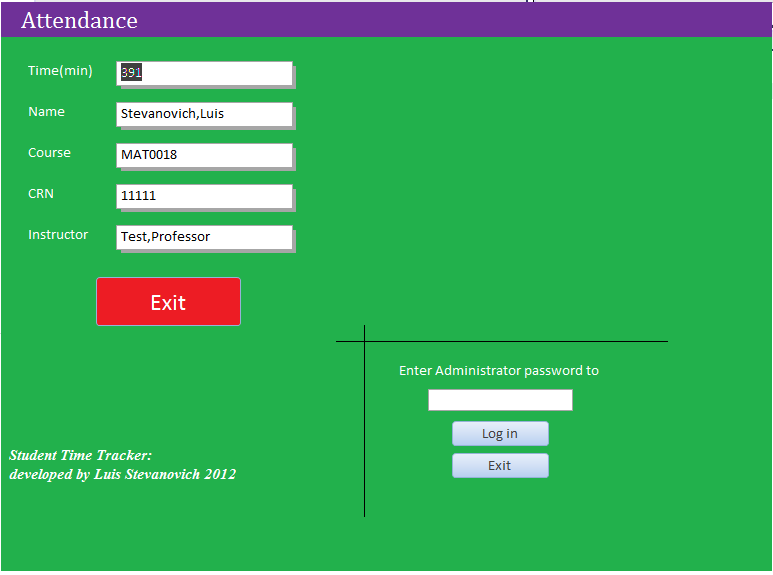 Attendance
Time(min) 391
Name Stevanovich,Luis
Course MAT0018
CRN 11111
Instructor Test,Professor
Exit
Enter Administrator password to
Log in
Exit
Student Time Tracker:
developed by Luis Stevanovich 2012